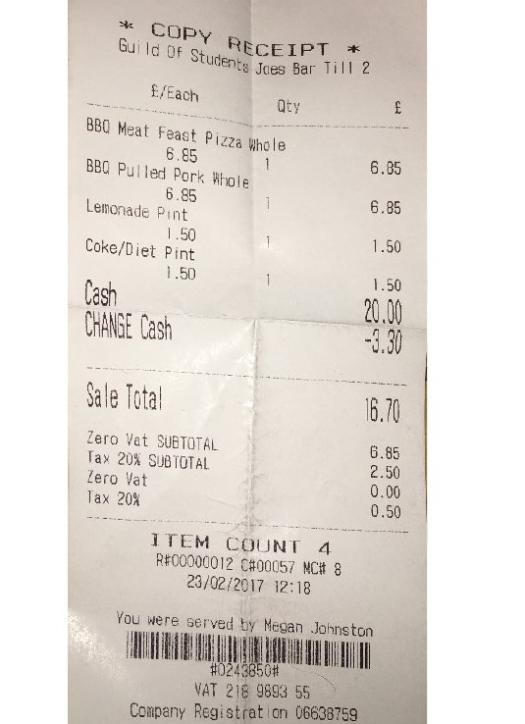 * COPY RECEIPT *
Guild Of Students Joes Bar Till 2
£/Each Qty £
BBQ Meat Feast Pizza Whole
6.85 1 6.85
BBQ Pulled Pork Whole
6.85 1 6.85
Lemonade Pint
1.50 1 1.50
Coke/Diet Pint
1.50 1 1.50
Cash 20.00
CHANGE Cash -3.30
Sale Total 16.70
Zero Vat SUBTOTAL 6.85
Tax 20% SUBTOTAL 2.50
Zero Vat 0.00
Tax 20% 0.50
ITEM COUNT 4
R#00000012 C#00057 MC# 8
23/02/2017 12:18
You were served by Megan Johnston
#0243850#
VAT 218 9893 55
Company Registration 06638759